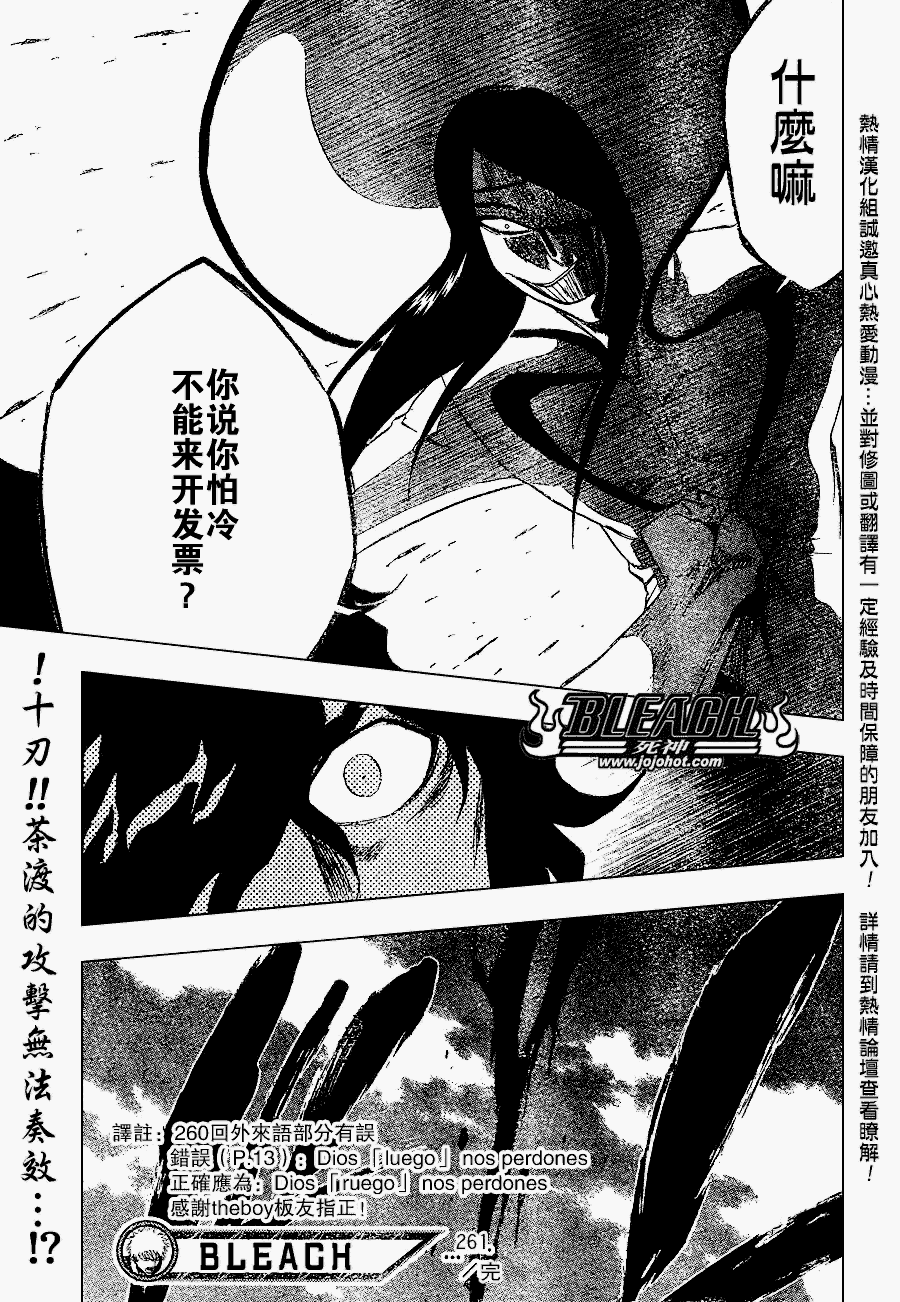 什麼嘛
你说你怕冷
不能来开发票？
熱情漢化組誠邀真心熱愛動漫…並對修圖或翻譯有一定經驗及時間保障的朋友加入！ 詳情請到熱情論壇查看瞭解！
BLEACH
死神
www.jojohot.com
！十刃!!茶渡的攻擊無法奏效…!?
譯註：260回外來語部分有誤
錯誤（P.13）：Dios「luego」nos perdones
正確應為：Dios「ruego」nos perdones
感謝theboy板友指正！
BLEACH
261.
…／完